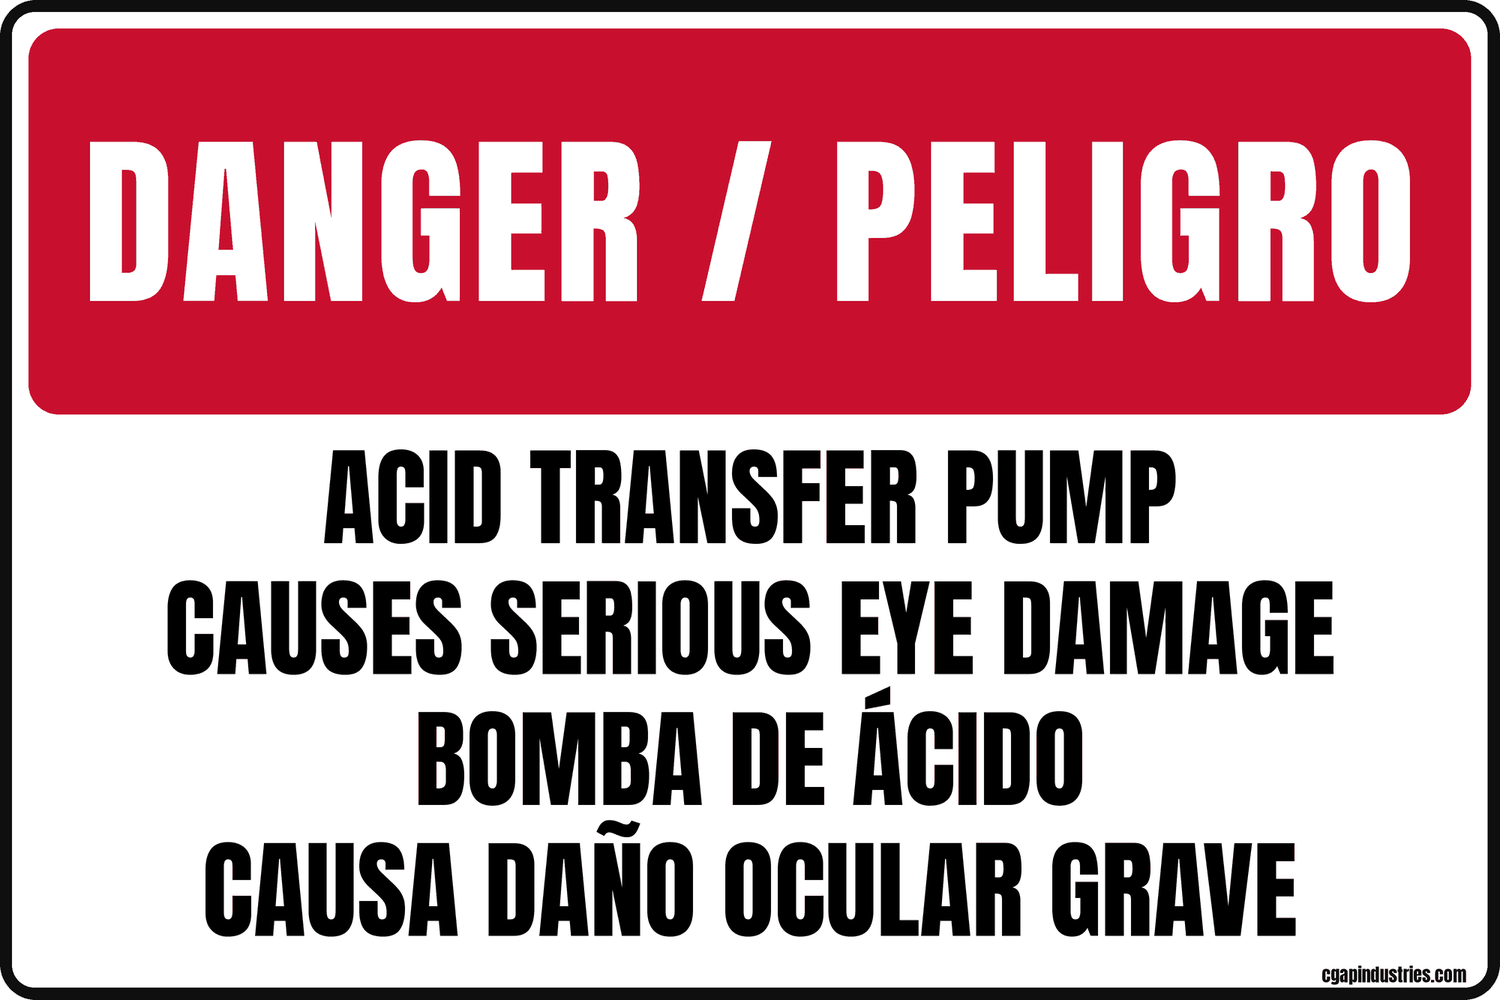 DANGER / PELIGRO
ACID TRANSFER PUMP
CAUSES SERIOUS EYE DAMAGE
BOMBA DE ÁCIDO
CAUSA DAÑO OCULAR GRAVE
cgapindustries.com